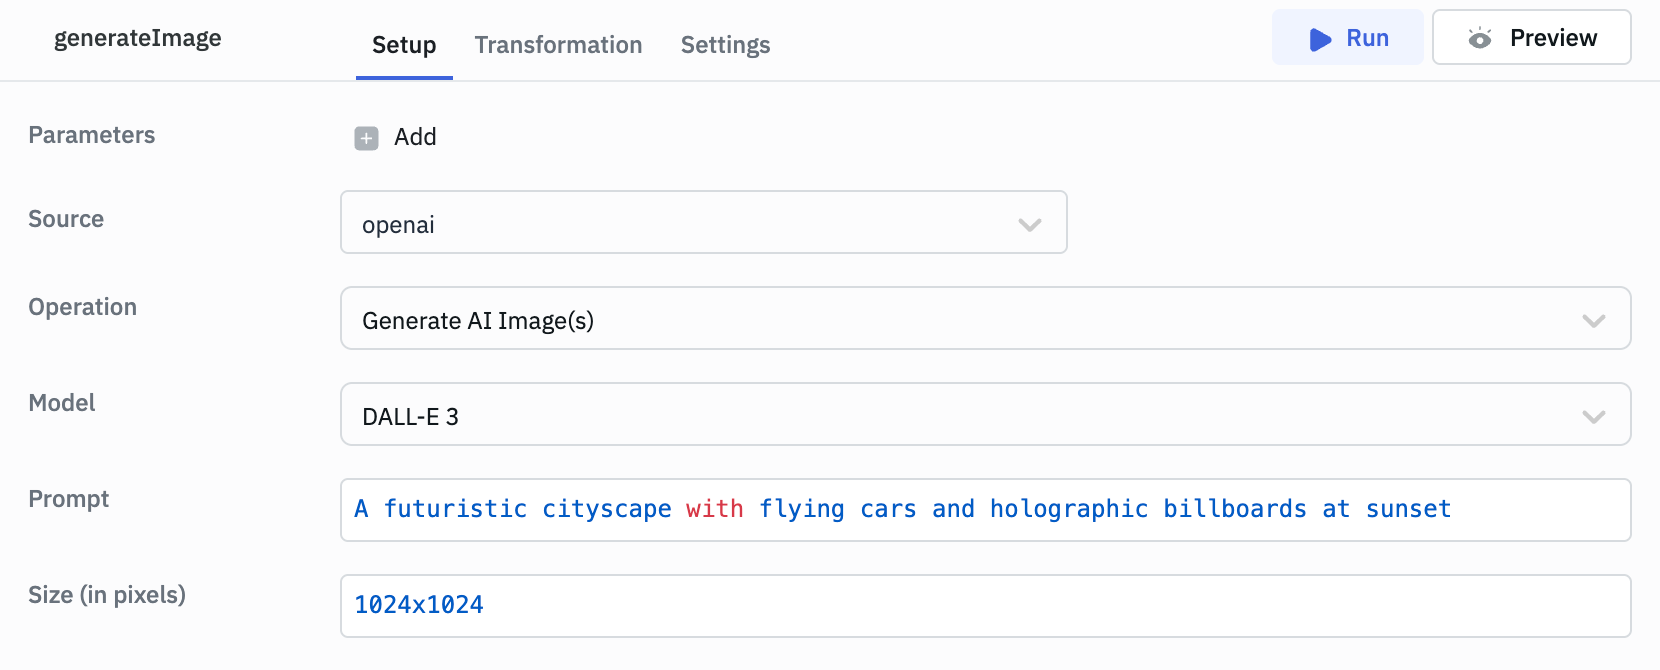 generateImage
Setup
Transformation
Settings
Run
Preview
Parameters
Add
Source
openai
Operation
Generate AI Image(s)
Model
DALL-E 3
Prompt
A futuristic cityscape with flying cars and holographic billboards at sunset
Size (in pixels)
1024x1024